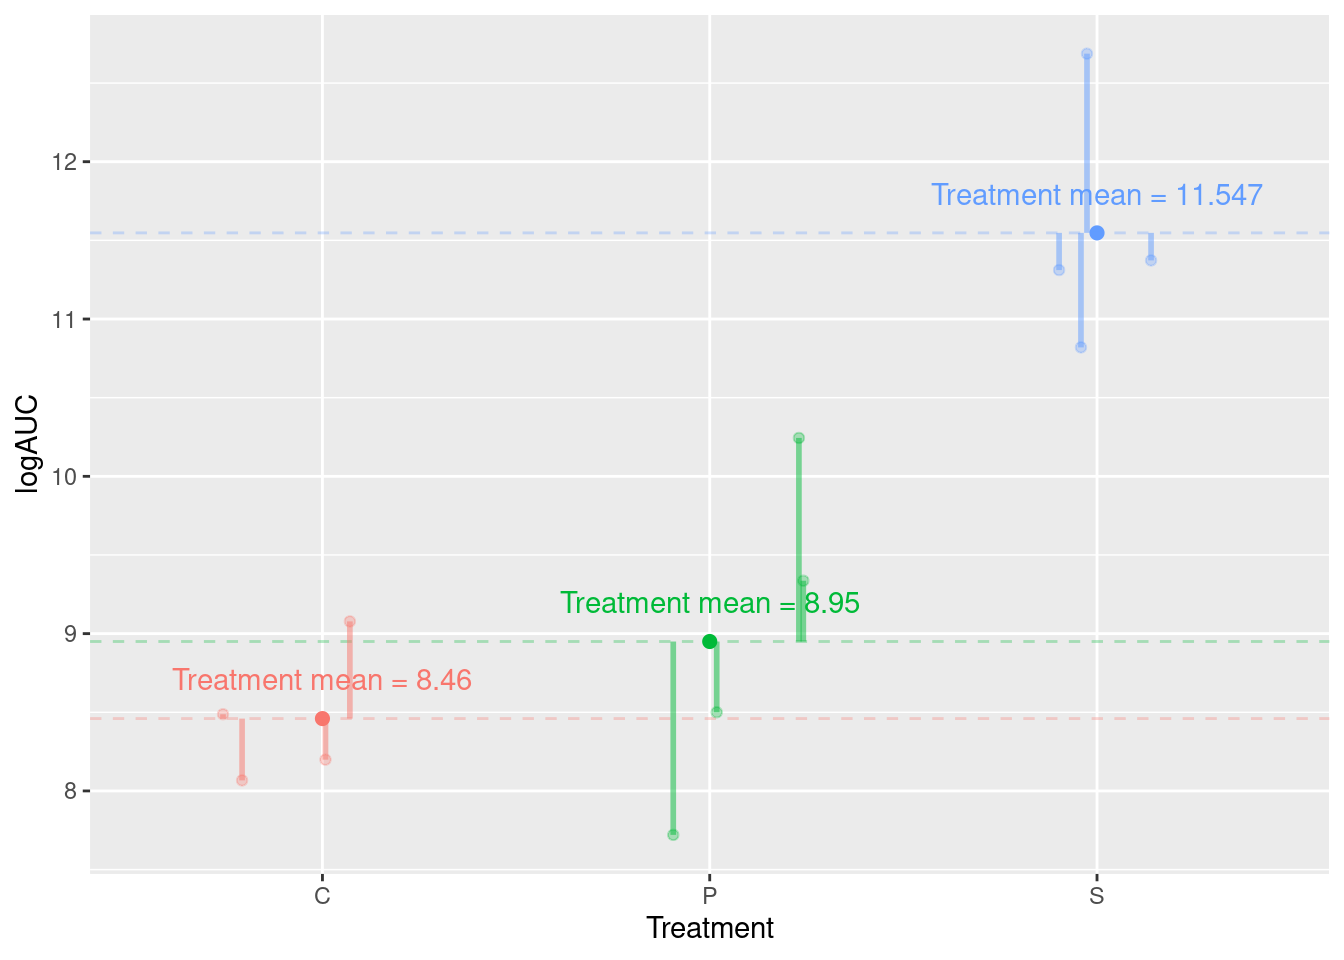 12
11
10
9
8
logAUC
Treatment mean = 11.547
Treatment mean = 8.95
Treatment mean = 8.46
C
P
S
Treatment